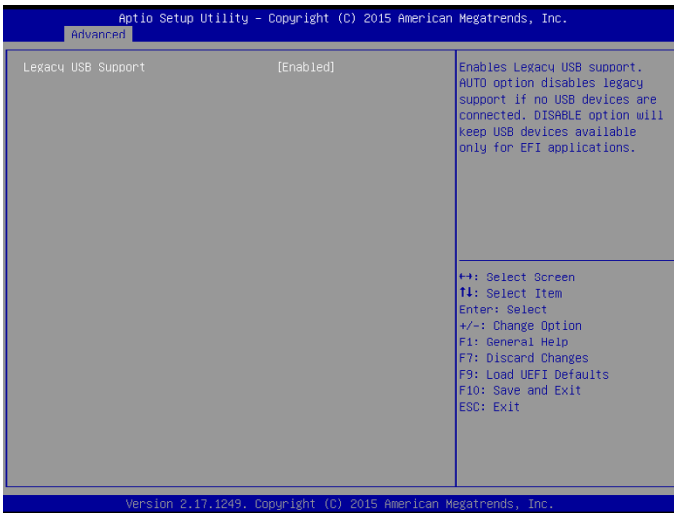 Aptio Setup Utility – Copyright (C) 2015 American Megatrends, Inc.
Advanced
Legacy USB Support [Enabled]
Enables Legacy USB support.
AUTO option disables legacy
support if no USB devices are
connected. DISABLE option will
keep USB devices available
only for EFI applications.
↔: Select Screen
↑↓: Select Item
Enter: Select
+/-: Change Option
F1: General Help
F7: Discard Changes
F9: Load UEFI Defaults
F10: Save and Exit
ESC: Exit
Version 2.17.1249. Copyright (C) 2015 American Megatrends, Inc.